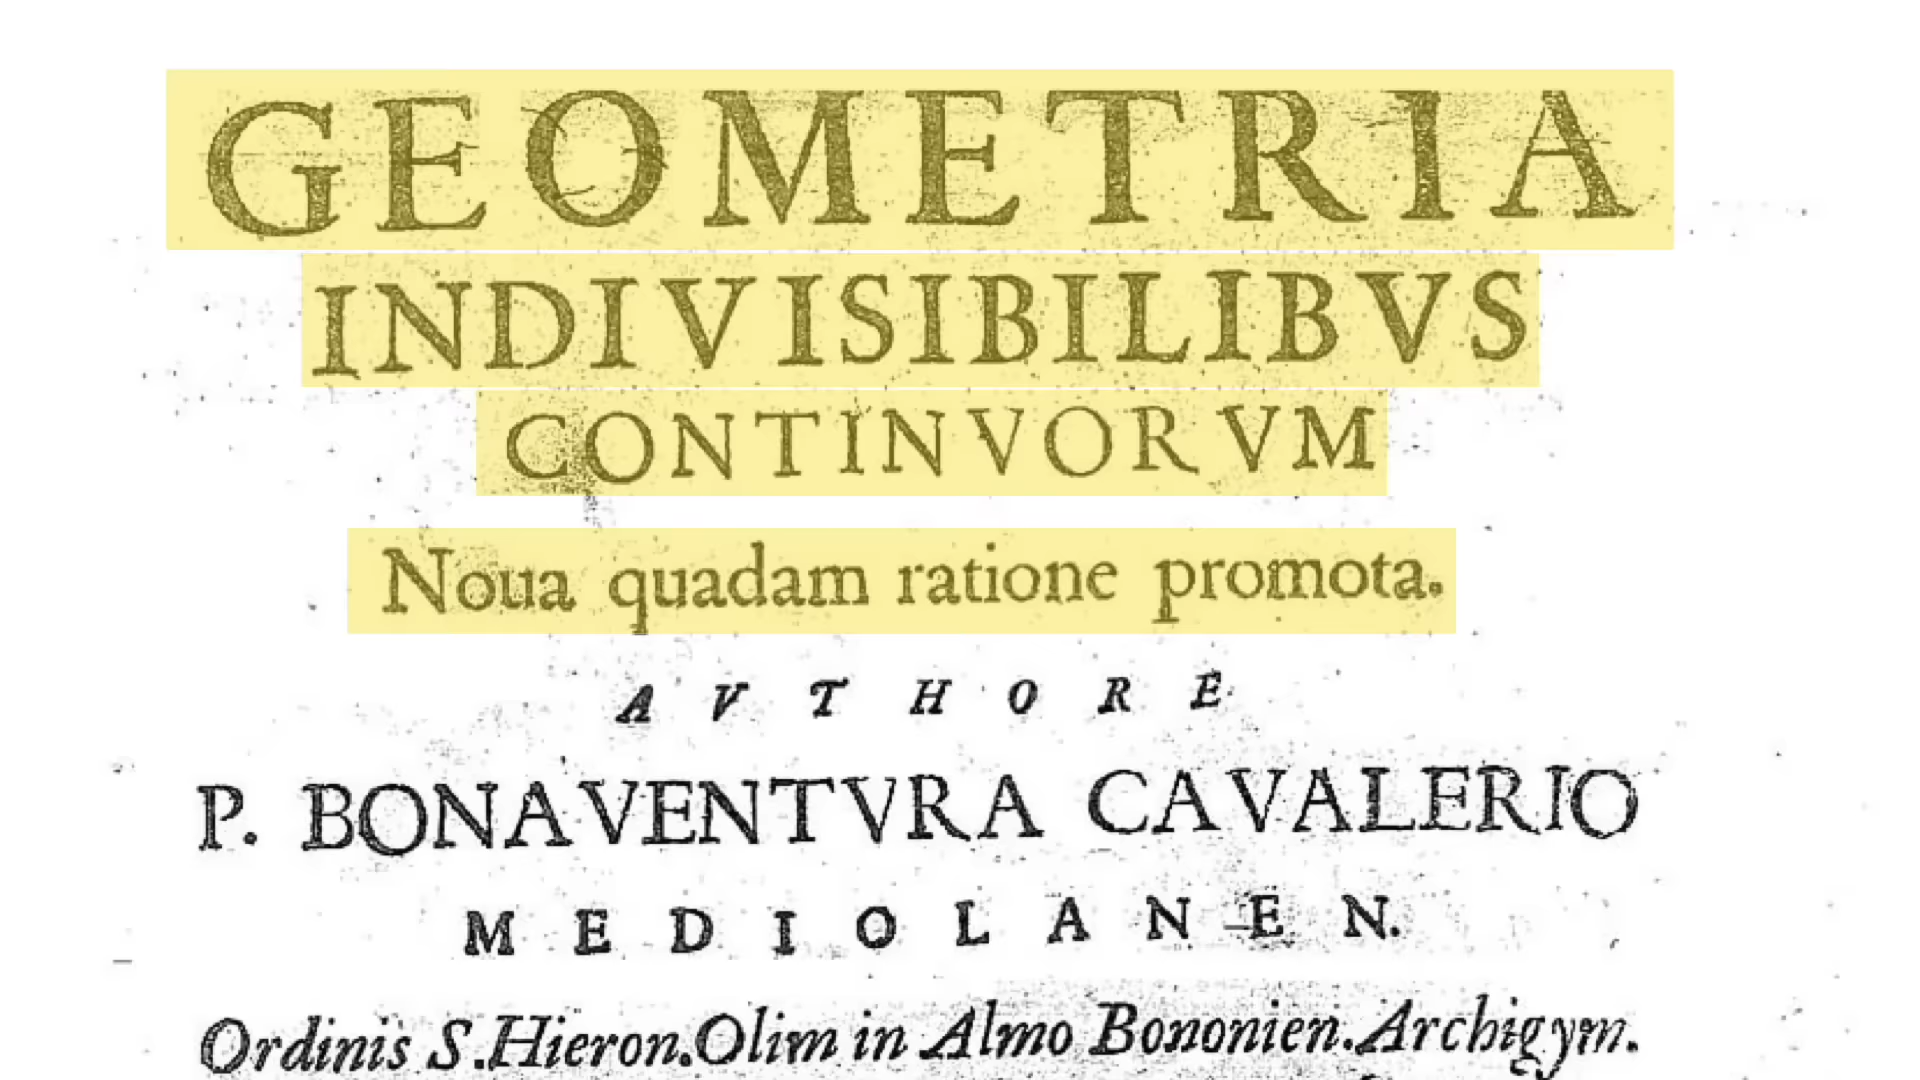 GEOMETRIA
INDIVISIBILIBVS
CONTINVORVM
Noua quadam ratione promota.
AVTHORE
P. BONAVENTVRA CAVALERIO
MEDIOLANEN.
Ordinis S.Hieron.Olim in Almo Bononien.Archigym.